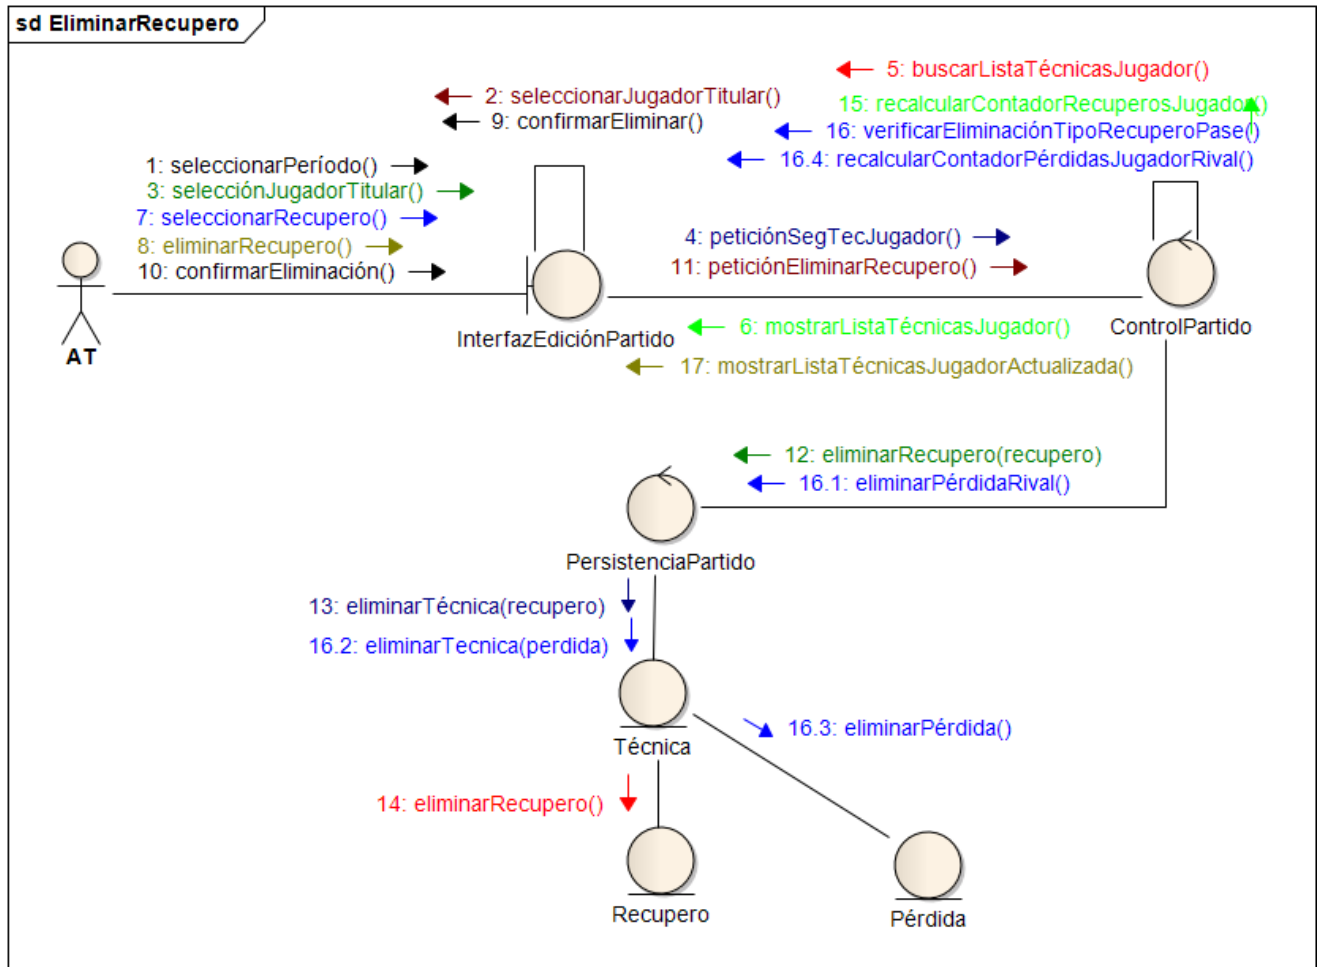 sd EliminarRecupero
5: buscarListaTécnicasJugador()
2: seleccionarJugadorTitular()
15: recalcularContadorRecuperosJugador()
9: confirmarEliminar()
16: verificarEliminaciónTipoRecuperoPase()
1: seleccionarPeríodo()
16.4: recalcularContadorPérdidasJugadorRival()
3: selecciónJugadorTitular()
7: seleccionarRecupero()
8: eliminarRecupero()
4: peticiónSegTecJugador()
10: confirmarEliminación()
11: peticiónEliminarRecupero()
InterfazEdiciónPartido
6: mostrarListaTécnicasJugador()
ControlPartido
AT
17: mostrarListaTécnicasJugadorActualizada()
12: eliminarRecupero(recupero)
16.1: eliminarPérdidaRival()
PersistenciaPartido
13: eliminarTécnica(recupero)
16.2: eliminarTecnica(perdida)
16.3: eliminarPérdida()
Técnica
14: eliminarRecupero()
Recupero
Pérdida